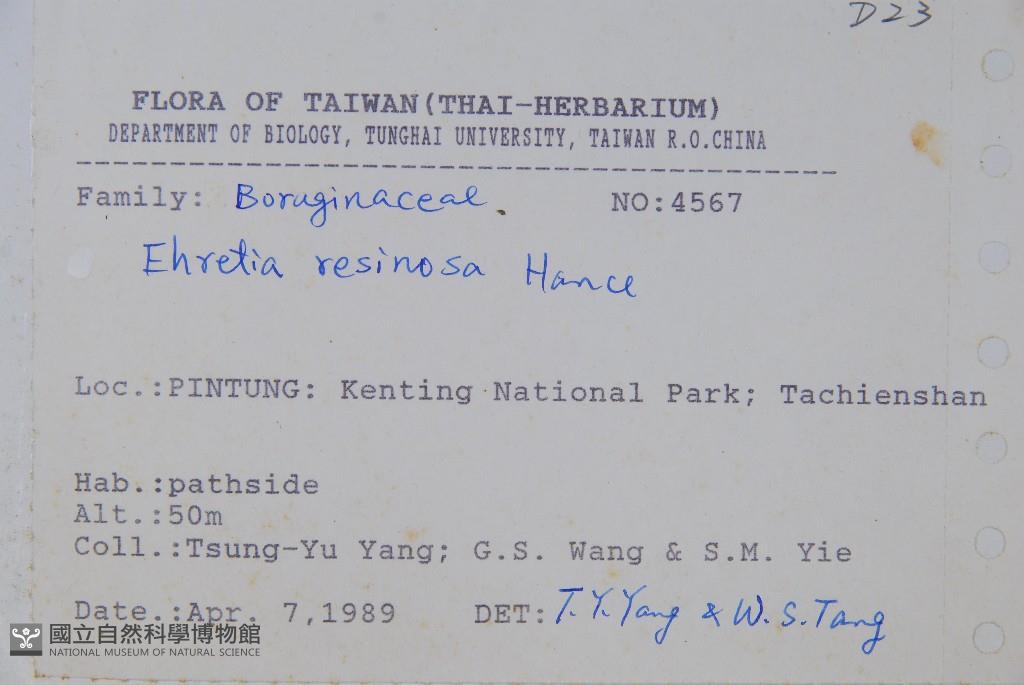 D23
FLORA OF TAIWAN(THAI-HERBARIUM)
DEPARTMENT OF BIOLOGY, TUNGHAI UNIVERSITY, TAIWAN R.O.CHINA
Family: Boraginaceae. NO:4567
Ehretia resinosa Hance
Loc.:PINTUNG: Kenting National Park; Tachienshan
Hab.:pathside
Alt.:50m
Coll.:Tsung-Yu Yang; G.S. Wang & S.M. Yie
Date.:Apr. 7,1989 DET:T.Y.Yang & W.S.Tang
國立自然科學博物館
NATIONAL MUSEUM OF NATURAL SCIENCE